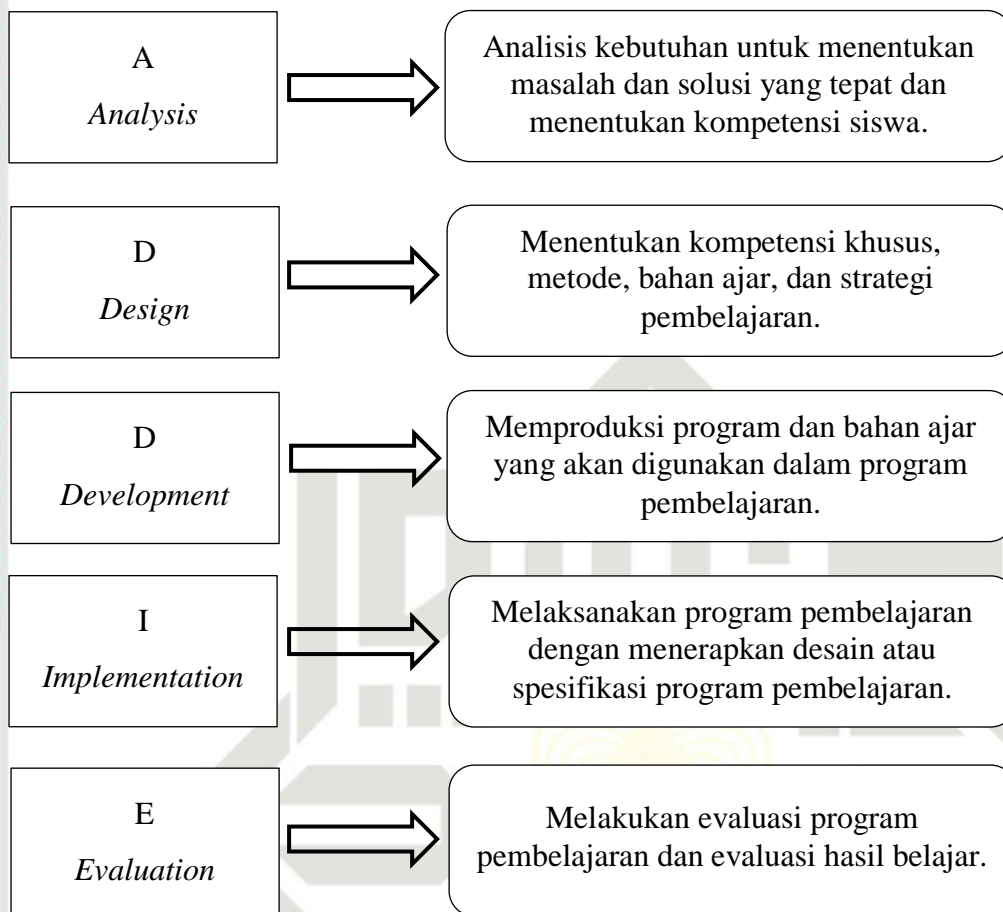 A
Analysis
Analisis kebutuhan untuk menentukan
masalah dan solusi yang tepat dan
menentukan kompetensi siswa.
D
Design
Menentukan kompetensi khusus,
metode, bahan ajar, dan strategi
pembelajaran.
D
Development
Memproduksi program dan bahan ajar
yang akan digunakan dalam program
pembelajaran.
I
Implementation
Melaksanakan program pembelajaran
dengan menerapkan desain atau
spesifikasi program pembelajaran.
E
Evaluation
Melakukan evaluasi program
pembelajaran dan evaluasi hasil belajar.